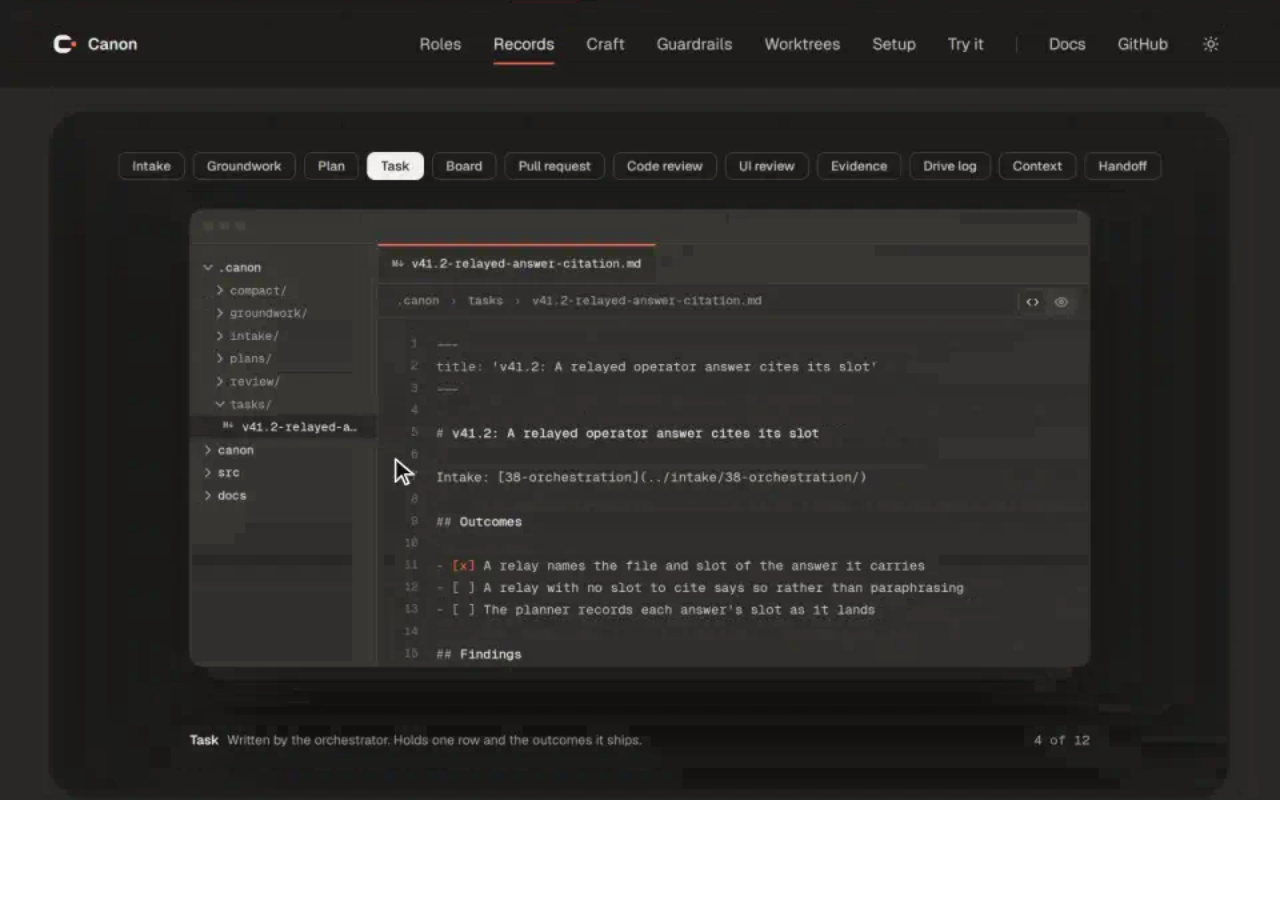 Canon
Roles Records Craft Guardrails Worktrees Setup Try it Docs GitHub
Intake Groundwork Plan Task Board Pull request Code review UI review Evidence Drive log Context Handoff
.canon
compact/
groundwork/
intake/
plans/
review/
tasks/
M↓ v41.2-relayed-a…
canon
src
docs
M↓ v41.2-relayed-answer-citation.md
.canon › tasks › v41.2-relayed-answer-citation.md
1 ---
2 title: 'v41.2: A relayed operator answer cites its slot'
3 ---
4
5 # v41.2: A relayed operator answer cites its slot
6
Intake: [38-orchestration](../intake/38-orchestration/)
8
9 ## Outcomes
10
11 - [x] A relay names the file and slot of the answer it carries
12 - [ ] A relay with no slot to cite says so rather than paraphrasing
13 - [ ] The planner records each answer's slot as it lands
14
15 ## Findings
Task Written by the orchestrator. Holds one row and the outcomes it ships.
4 of 12